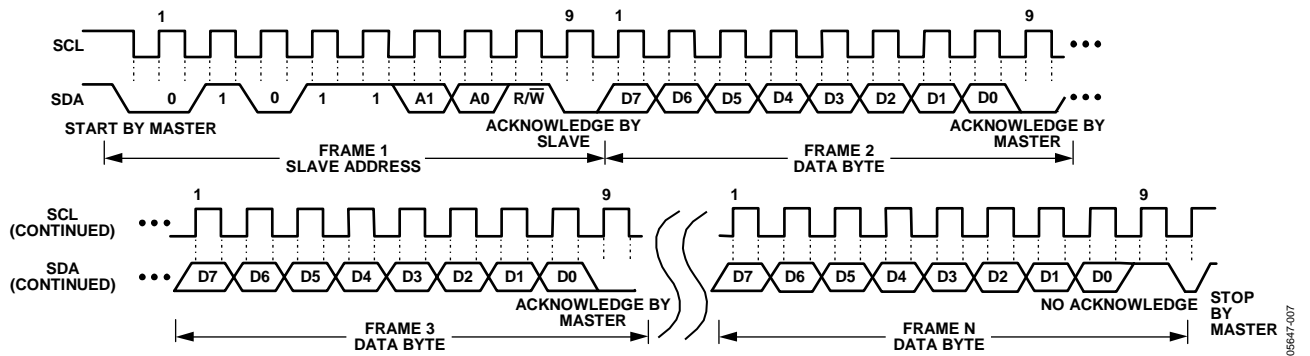 1 9 1 9
SCL
SDA 0 1 0 1 1 A1 A0 R/W̅ D7 D6 D5 D4 D3 D2 D1 D0
START BY MASTER
ACKNOWLEDGE BY
SLAVE
ACKNOWLEDGE BY
MASTER
FRAME 1
SLAVE ADDRESS
FRAME 2
DATA BYTE
1 9 1 9
SCL
(CONTINUED)
SDA
(CONTINUED)
D7 D6 D5 D4 D3 D2 D1 D0 D7 D6 D5 D4 D3 D2 D1 D0
ACKNOWLEDGE BY
MASTER
NO ACKNOWLEDGE
STOP
BY
MASTER
FRAME 3
DATA BYTE
FRAME N
DATA BYTE
05647-007